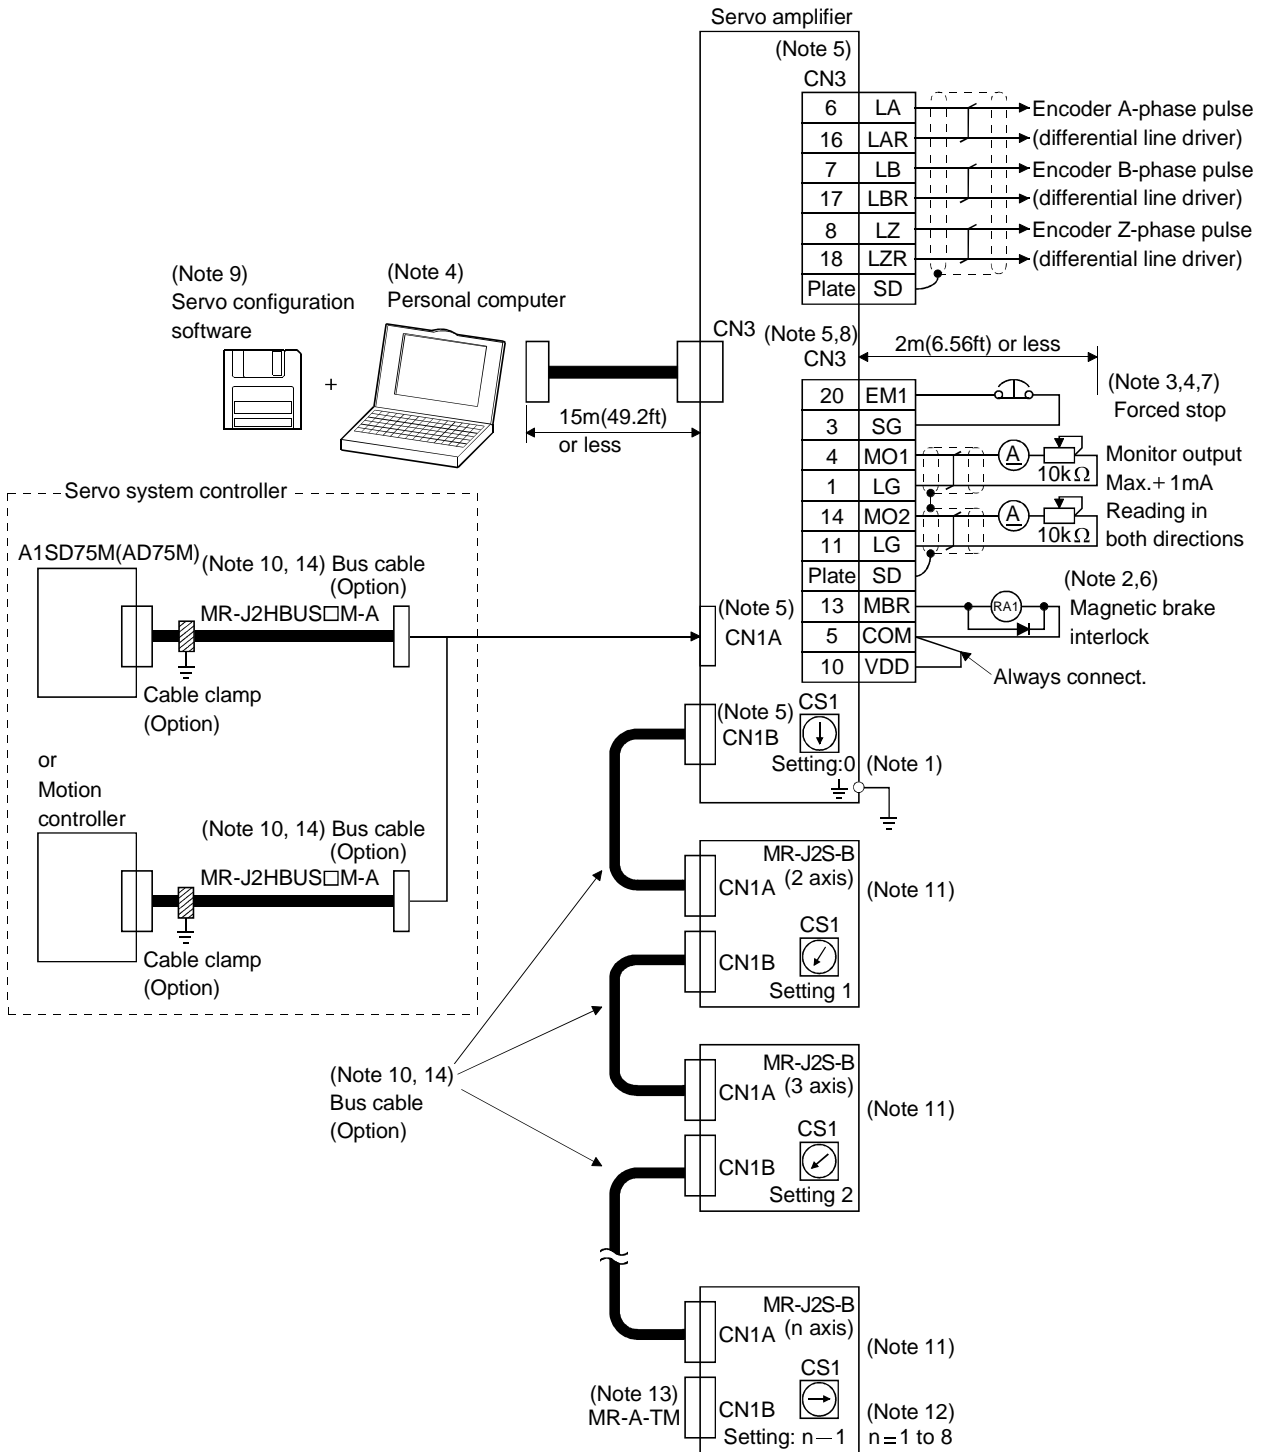 Servo amplifier
(Note 5)
CN3
6 LA
Encoder A-phase pulse
16 LAR
(differential line driver)
7 LB
Encoder B-phase pulse
17 LBR
(differential line driver)
8 LZ
Encoder Z-phase pulse
18 LZR
(differential line driver)
Plate SD
(Note 9)
Servo configuration
software
+
(Note 4)
Personal computer
15m(49.2ft)
or less
CN3
(Note 5,8)
CN3
2m(6.56ft) or less
20 EM1
(Note 3,4,7)
Forced stop
3 SG
4 MO1
A
10kΩ
Monitor output
1 LG
Max.+1mA
14 MO2
A
10kΩ
Reading in
11 LG
both directions
Plate SD
13 MBR
RA1
(Note 2,6)
Magnetic brake
interlock
5 COM
10 VDD
Always connect.
Servo system controller
A1SD75M(AD75M)
(Note 10, 14) Bus cable
(Option)
MR-J2HBUS□M-A
Cable clamp
(Option)
or
Motion
controller
(Note 10, 14) Bus cable
(Option)
MR-J2HBUS□M-A
Cable clamp
(Option)
(Note 5)
CN1A
(Note 5)
CN1B
CS1
Setting:0
(Note 1)
MR-J2S-B
(2 axis)
CN1A
(Note 11)
CS1
CN1B
Setting 1
(Note 10, 14)
Bus cable
(Option)
MR-J2S-B
(3 axis)
CN1A
(Note 11)
CS1
CN1B
Setting 2
MR-J2S-B
(n axis)
CN1A
(Note 11)
CS1
(Note 13)
MR-A-TM
CN1B
Setting: n−1
(Note 12)
n=1 to 8